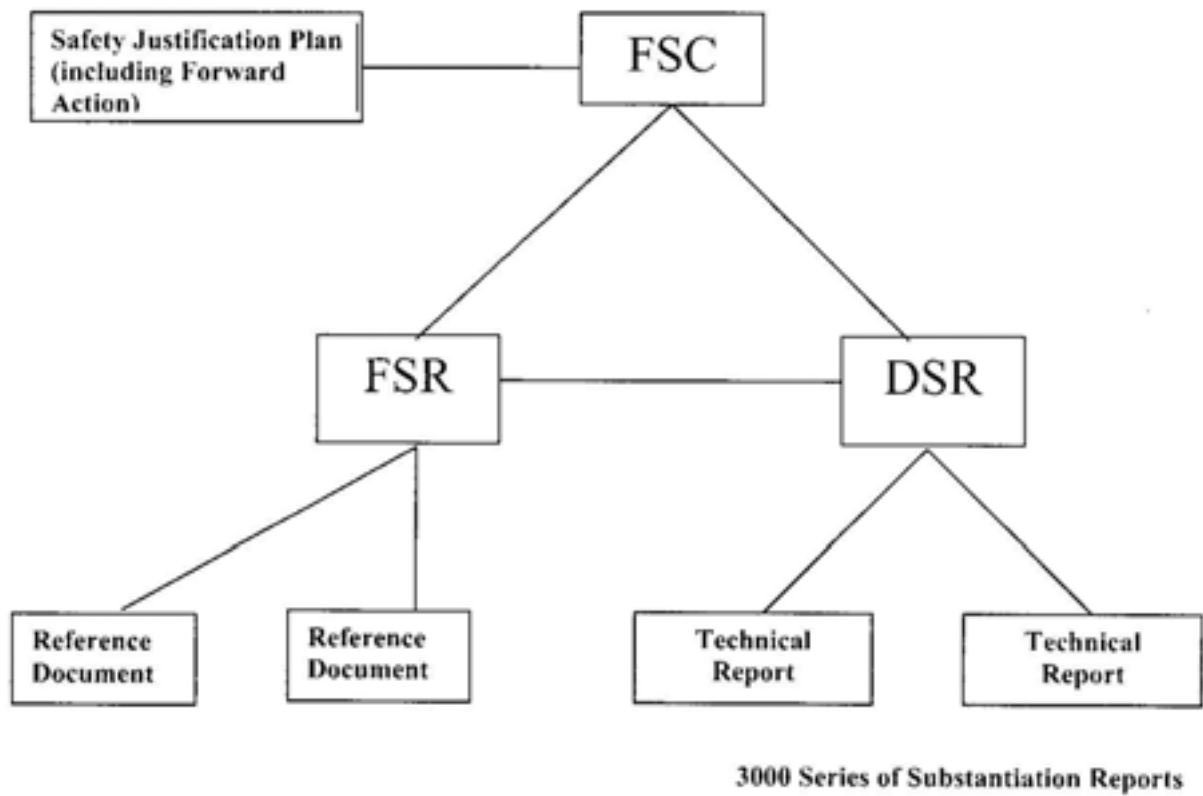 Safety Justification Plan
(including Forward
Action)
FSC
FSR
DSR
Reference
Document
Reference
Document
Technical
Report
Technical
Report
3000 Series of Substantiation Reports